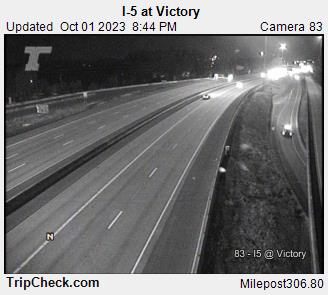 I-5 at Victory
Updated Oct 01 2023 8:44 PM Camera 83
T
N
83 - I5 @ Victory
TripCheck.com Milepost306.80